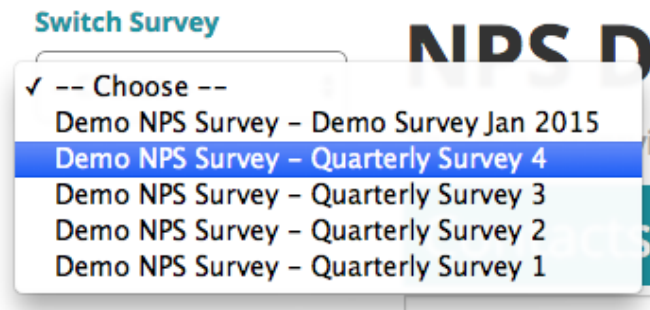 Switch Survey
NPS D
✓ -- Choose --
Demo NPS Survey – Demo Survey Jan 2015
Demo NPS Survey – Quarterly Survey 4
Demo NPS Survey – Quarterly Survey 3
Demo NPS Survey – Quarterly Survey 2
Demo NPS Survey – Quarterly Survey 1